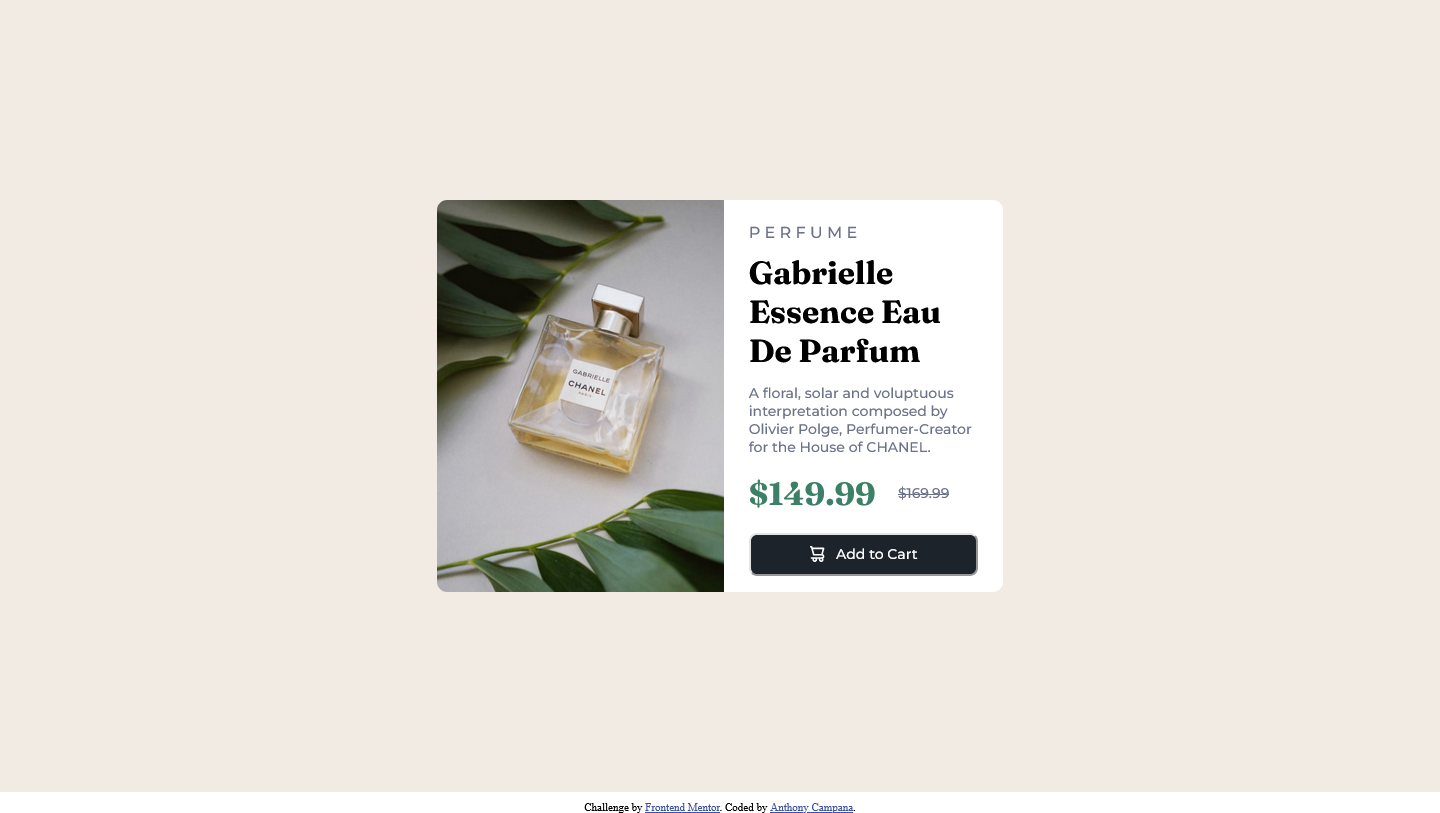 PERFUME
Gabrielle
Essence Eau
De Parfum
A floral, solar and voluptuous
interpretation composed by
Olivier Polge, Perfumer-Creator
for the House of CHANEL.
$149.99 $169.99
Add to Cart
GABRIELLE
CHANEL
PARIS
Challenge by Frontend Mentor. Coded by Anthony Campana.